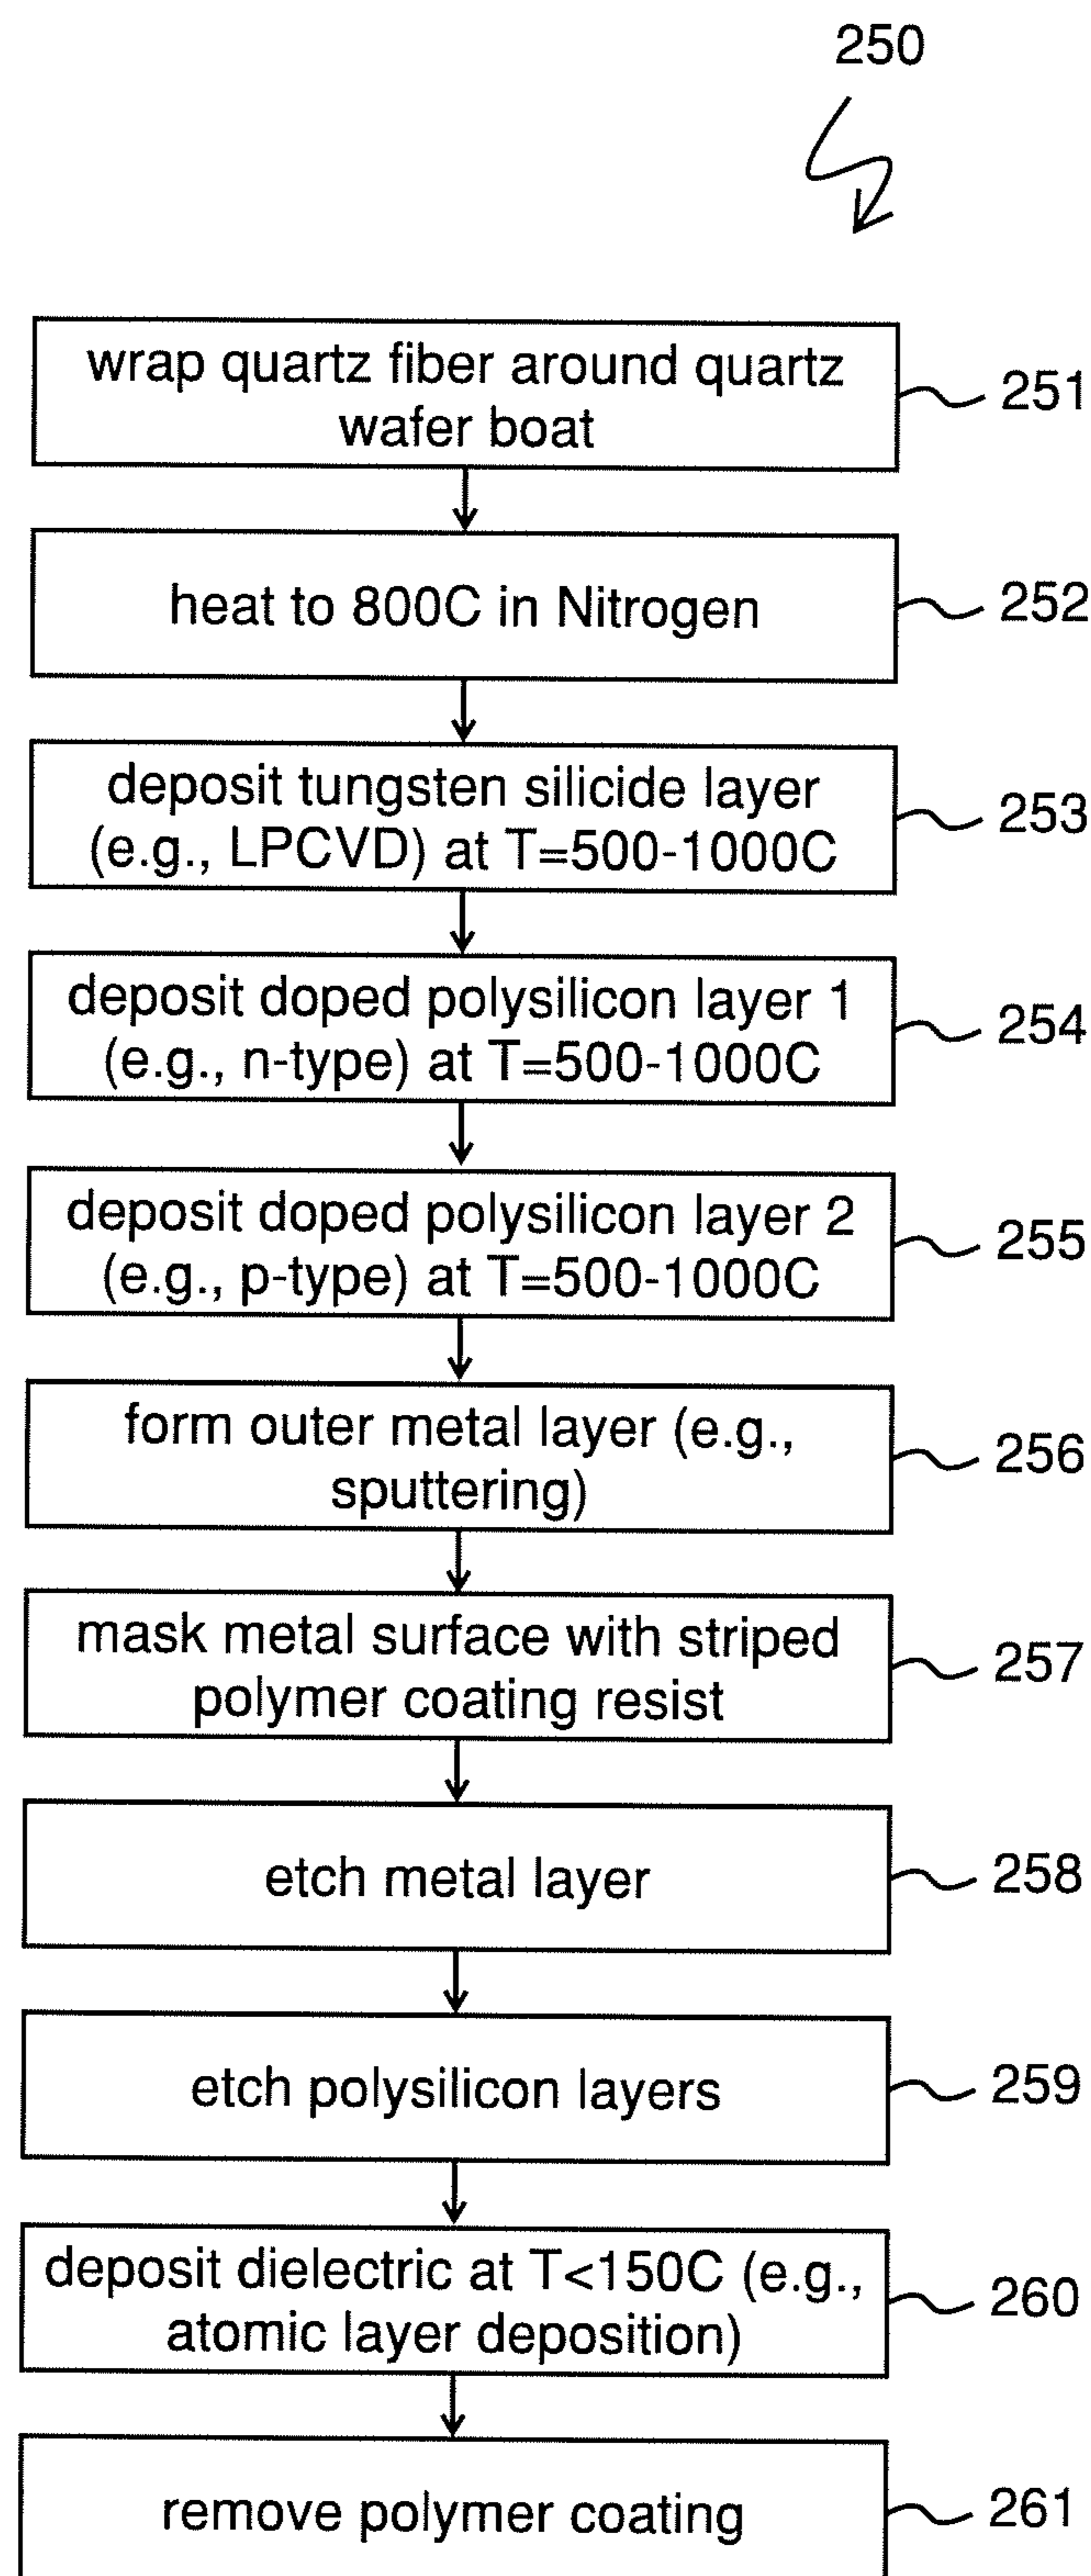 250
wrap quartz fiber around quartz
wafer boat
251
heat to 800C in Nitrogen
252
deposit tungsten silicide layer
(e.g., LPCVD) at T=500-1000C
253
deposit doped polysilicon layer 1
(e.g., n-type) at T=500-1000C
254
deposit doped polysilicon layer 2
(e.g., p-type) at T=500-1000C
255
form outer metal layer (e.g.,
sputtering)
256
mask metal surface with striped
polymer coating resist
257
etch metal layer
258
etch polysilicon layers
259
deposit dielectric at T<150C (e.g.,
atomic layer deposition)
260
remove polymer coating
261